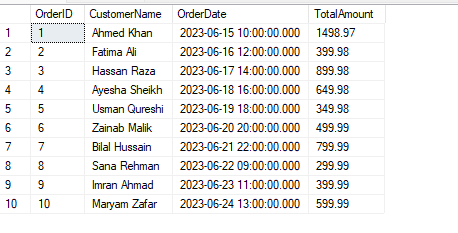 OrderID CustomerName OrderDate TotalAmount
1 1 Ahmed Khan 2023-06-15 10:00:00.000 1498.97
2 2 Fatima Ali 2023-06-16 12:00:00.000 399.98
3 3 Hassan Raza 2023-06-17 14:00:00.000 899.98
4 4 Ayesha Sheikh 2023-06-18 16:00:00.000 649.98
5 5 Usman Qureshi 2023-06-19 18:00:00.000 349.98
6 6 Zainab Malik 2023-06-20 20:00:00.000 499.99
7 7 Bilal Hussain 2023-06-21 22:00:00.000 799.99
8 8 Sana Rehman 2023-06-22 09:00:00.000 299.99
9 9 Imran Ahmad 2023-06-23 11:00:00.000 399.99
10 10 Maryam Zafar 2023-06-24 13:00:00.000 599.99